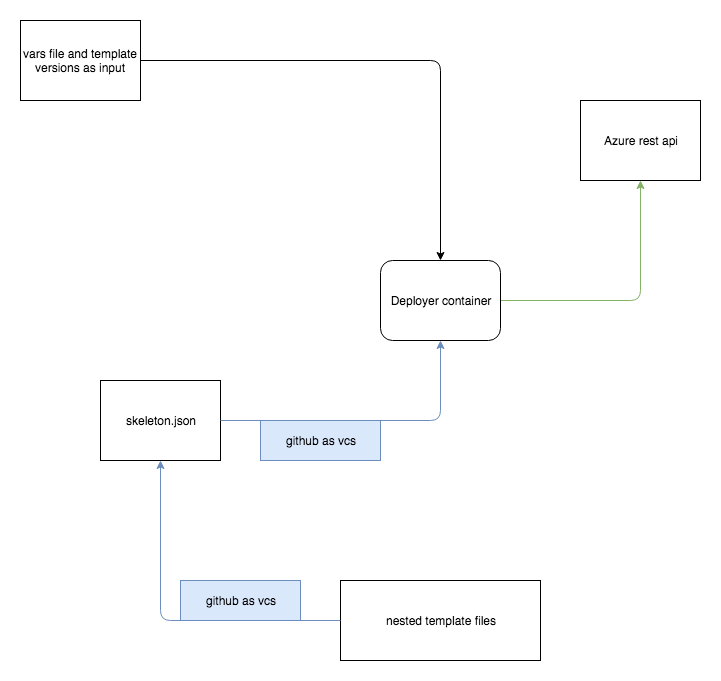 vars file and template
versions as input
Azure rest api
Deployer container
skeleton.json
github as vcs
github as vcs
nested template files